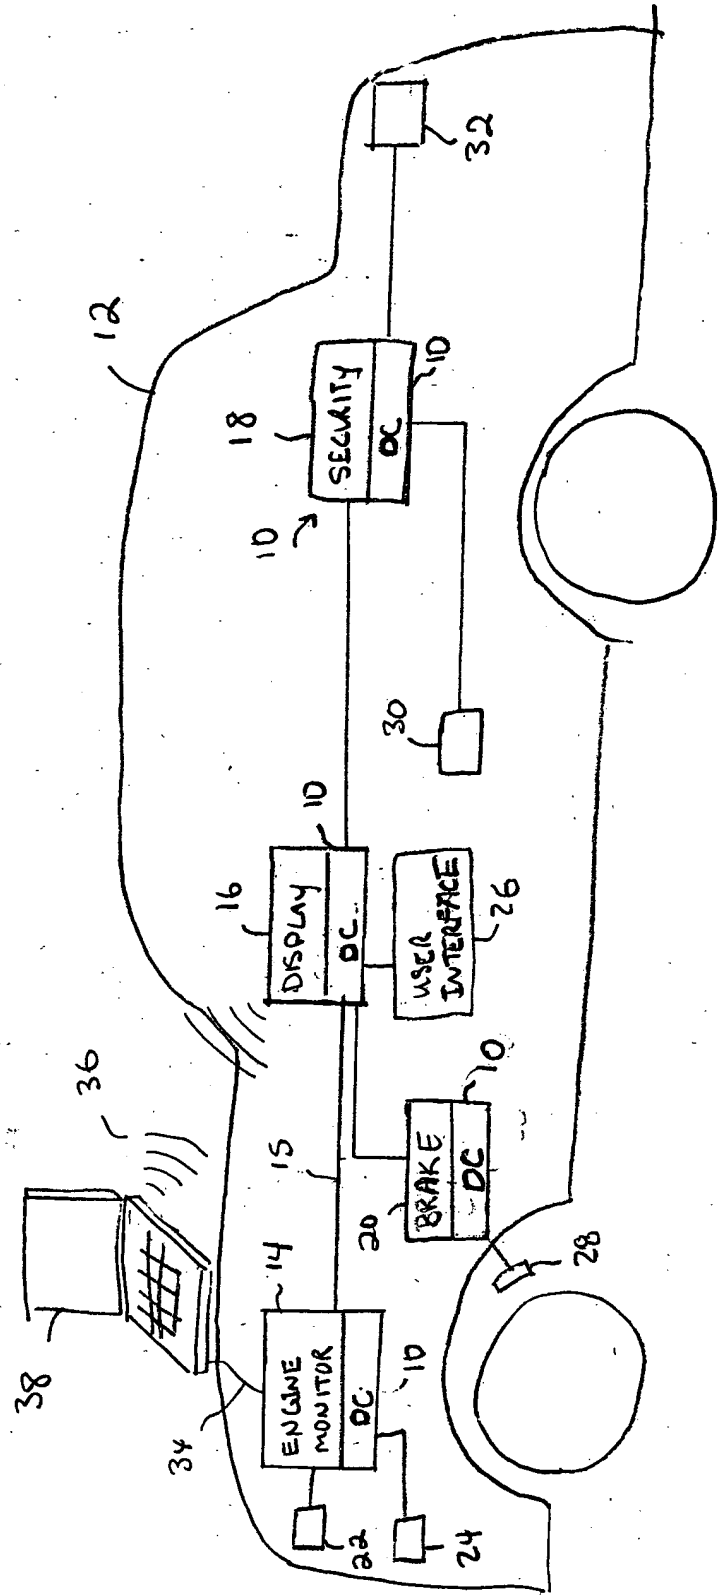 38
36
12
34
14
15
16
10
18
10
ENGINE
MONITOR
DC
DISPLAY
DC
SECURITY
DC
10
32
22
24
10
20
BRAKE
DC
10
USER
INTERFACE
26
30
28